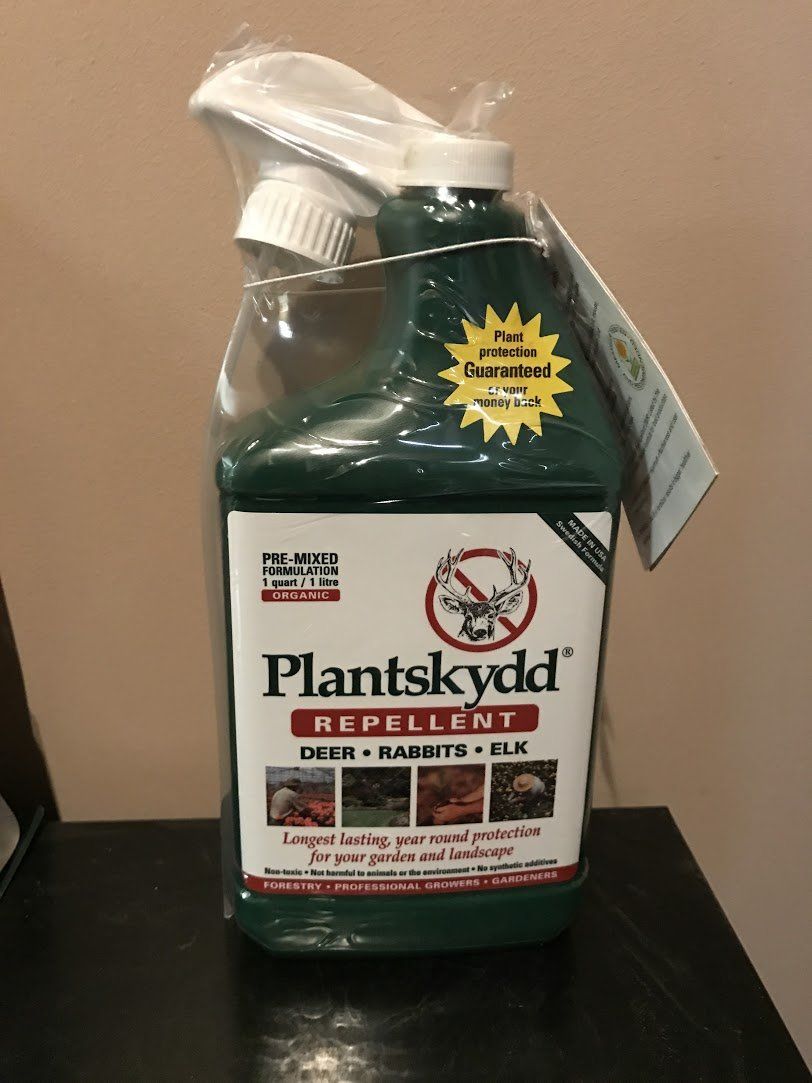 Plant
protection
Guaranteed
or your
money back
MADE IN USA
Swedish Formula
PRE-MIXED
FORMULATION
1 quart / 1 litre
ORGANIC
Plantskydd®
REPELLENT
DEER • RABBITS • ELK
Longest lasting, year round protection
for your garden and landscape
Non-toxic • Not harmful to animals or the environment • No synthetic additives
FORESTRY • PROFESSIONAL GROWERS • GARDENERS